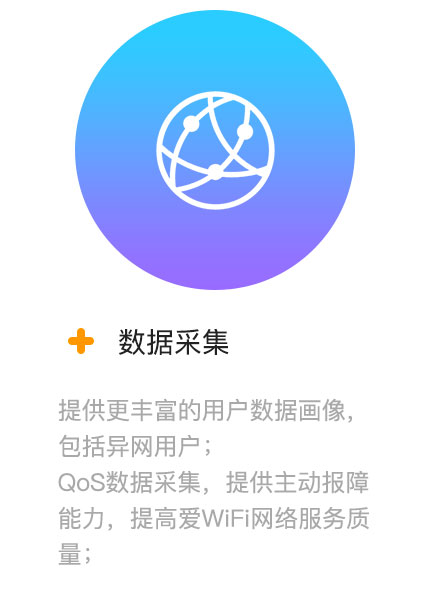 数据采集
提供更丰富的用户数据画像，
包括异网用户；
QoS数据采集，提供主动报障
能力，提高爱WiFi网络服务质
量；